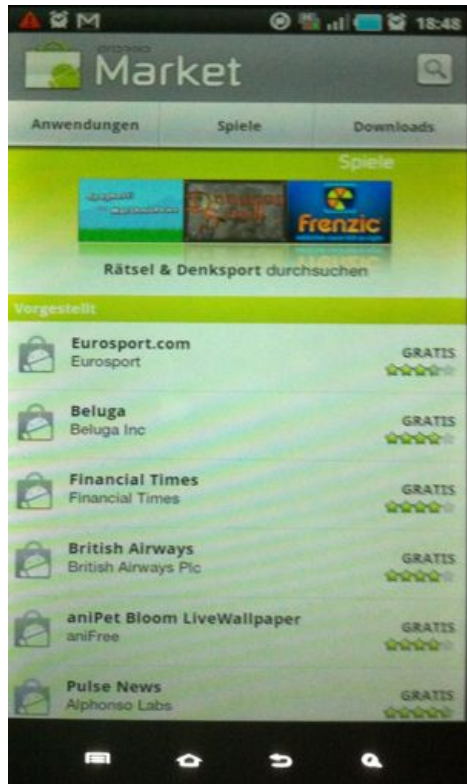 18:48
ANDROID
Market
Anwendungen Spiele Downloads
Spiele
Frenzic
Rätsel & Denksport durchsuchen
Vorgestellt
Eurosport.com
Eurosport
GRATIS
Beluga
Beluga Inc
GRATIS
Financial Times
Financial Times
GRATIS
British Airways
British Airways Plc
GRATIS
aniPet Bloom LiveWallpaper
aniFree
GRATIS
Pulse News
Alphonso Labs
GRATIS